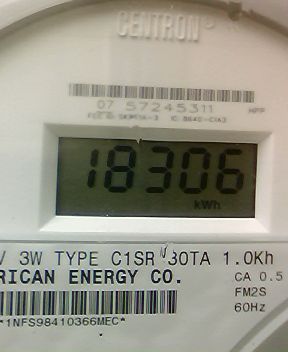 CENTRON®
07 57245311
18306
kWh
V 3W TYPE C1SR 30TA 1.0Kh
RICAN ENERGY CO. CA 0.5
FM2S
60Hz
*1NFS98410366MEC*